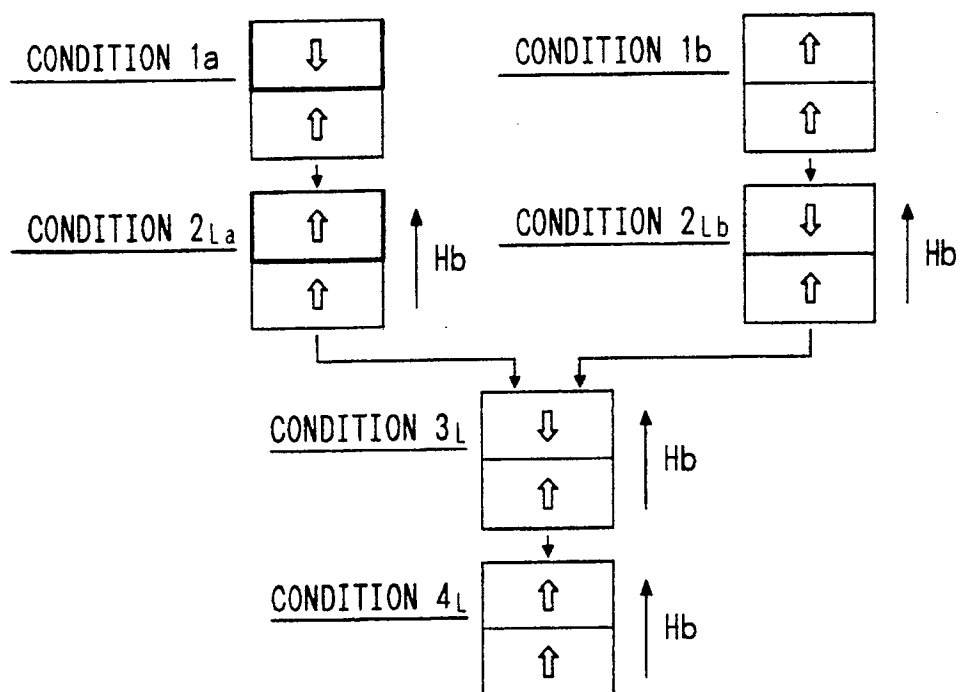 CONDITION 1a
CONDITION 1b
CONDITION 2La
Hb
CONDITION 2Lb
Hb
CONDITION 3L
Hb
CONDITION 4L
Hb